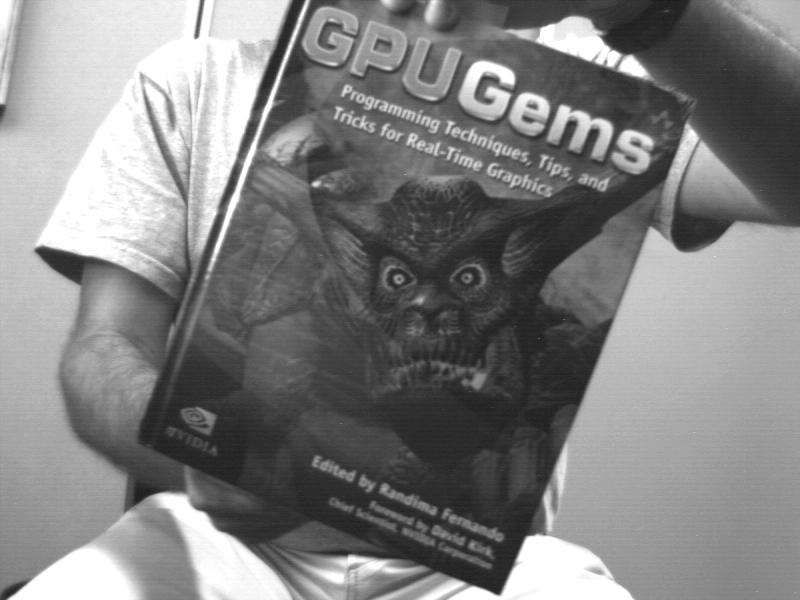 GPU Gems
Programming Techniques, Tips, and
Tricks for Real-Time Graphics
NVIDIA
Edited by Randima Fernando
Foreword by David Kirk,
Chief Scientist, NVIDIA Corporation